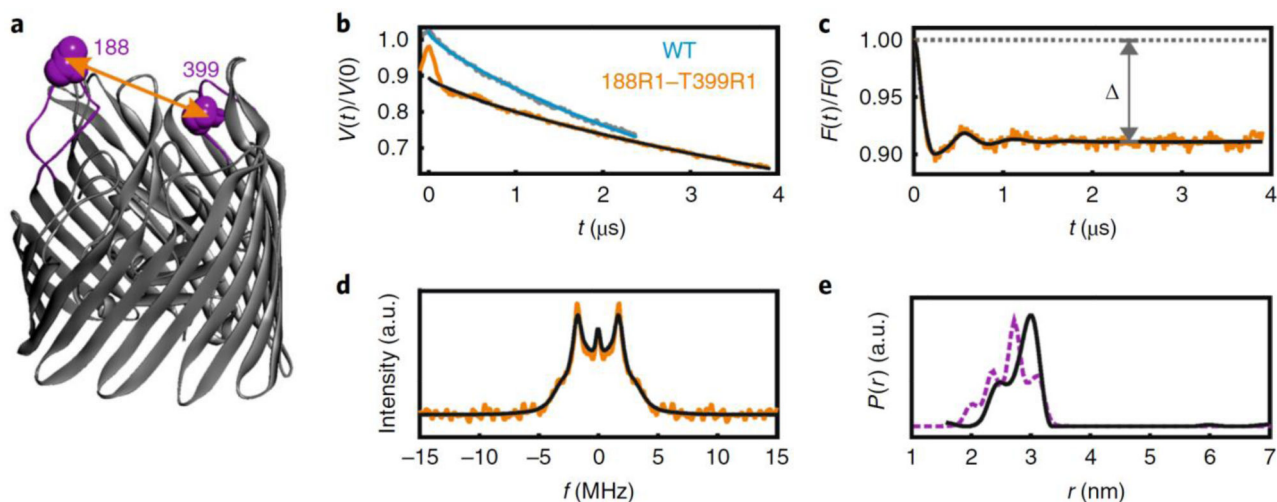 a
188
399
b
V(t)/V(0)
1.0
0.9
0.8
0.7
WT
188R1–T399R1
0
1
2
3
4
t (μs)
c
F(t)/F(0)
1.00
0.95
0.90
Δ
0
1
2
3
4
t (μs)
d
Intensity (a.u.)
–15
–10
–5
0
5
10
15
f (MHz)
e
P(r) (a.u.)
1
2
3
4
5
6
7
r (nm)